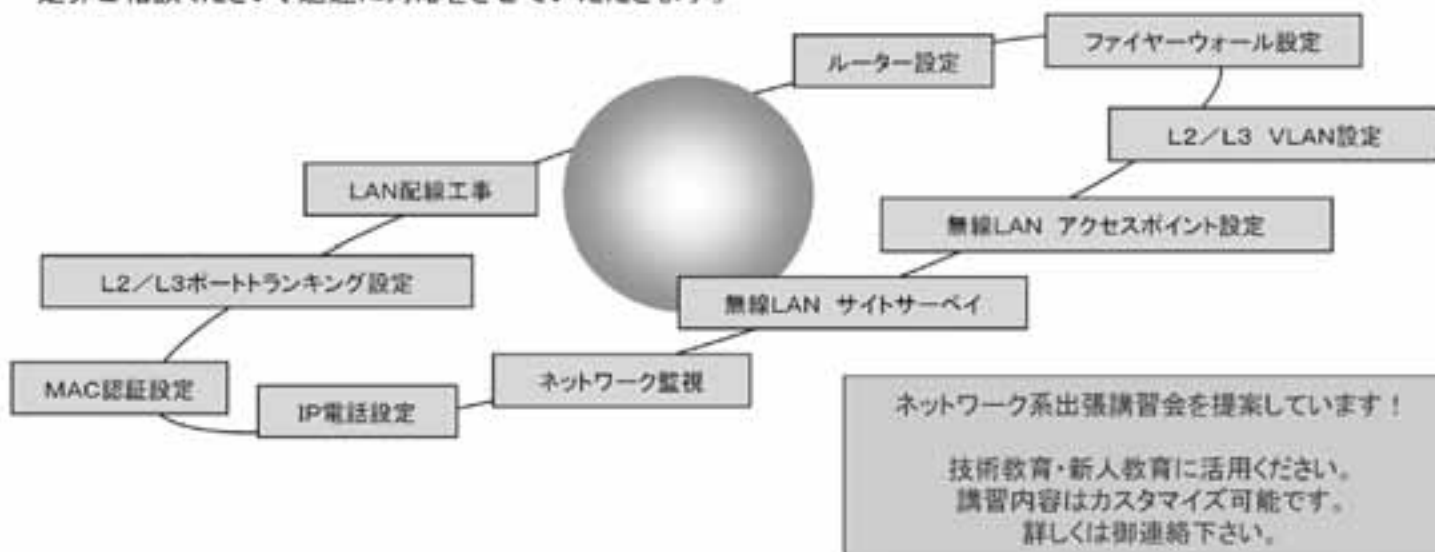 ルーター設定
ファイヤーウォール設定
L2/L3 VLAN設定
LAN配線工事
無線LAN アクセスポイント設定
L2/L3ポートトランキング設定
無線LAN サイトサーベイ
MAC認証設定
IP電話設定
ネットワーク監視
ネットワーク系出張講習会を提案しています!
技術教育・新人教育に活用ください。
講習内容はカスタマイズ可能です。
詳しくは御連絡下さい。